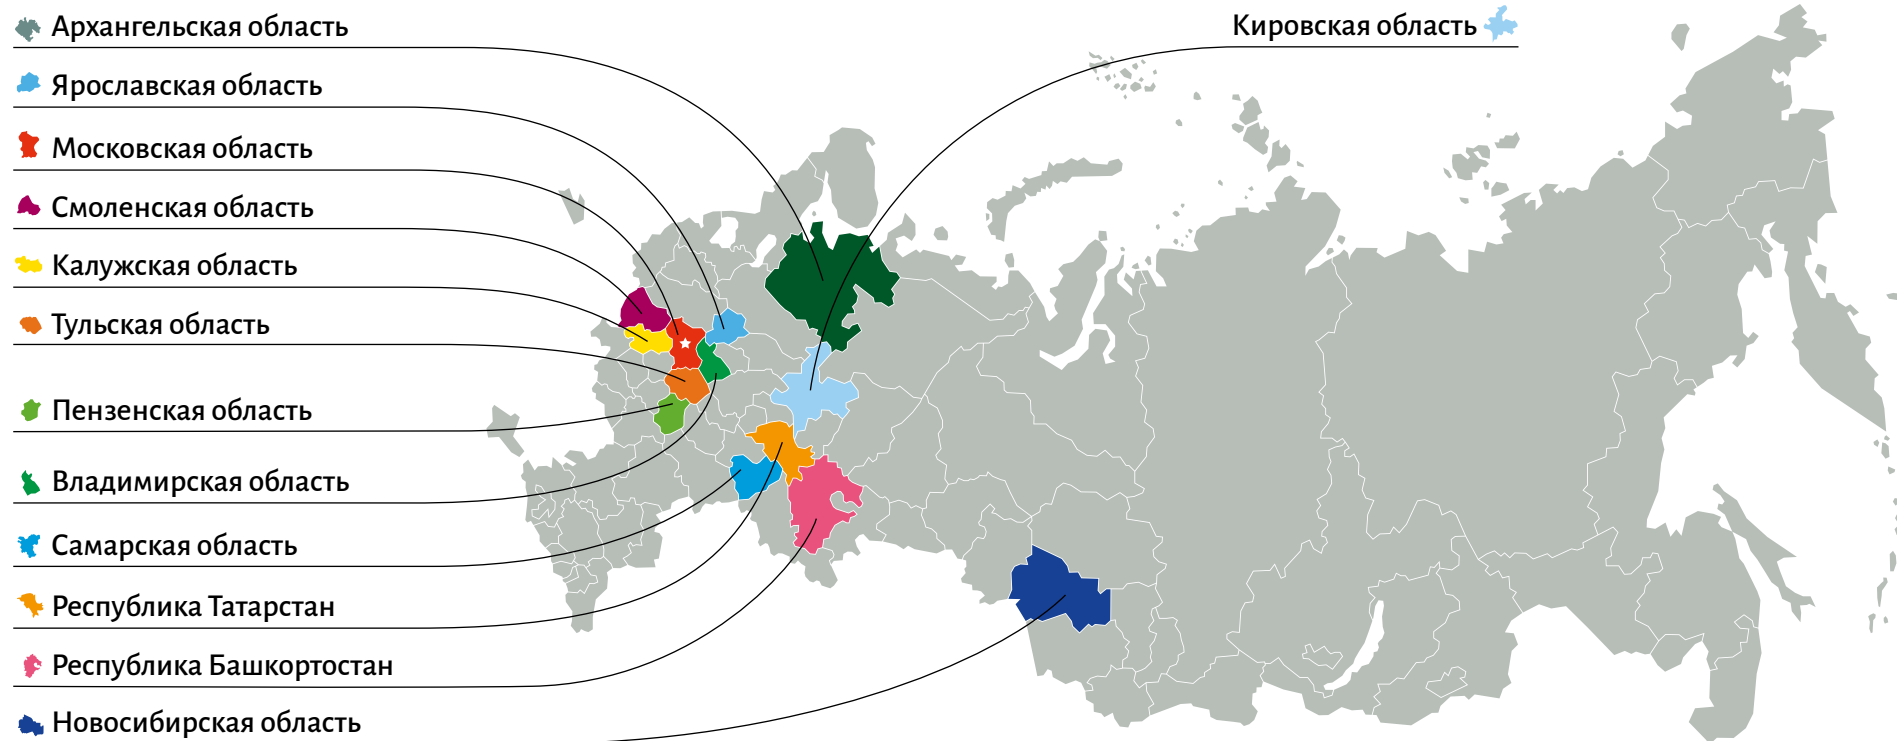 Архангельская область
Кировская область
Ярославская область
Московская область
Смоленская область
Калужская область
Тульская область
Пензенская область
Владимирская область
Самарская область
Республика Татарстан
Республика Башкортостан
Новосибирская область